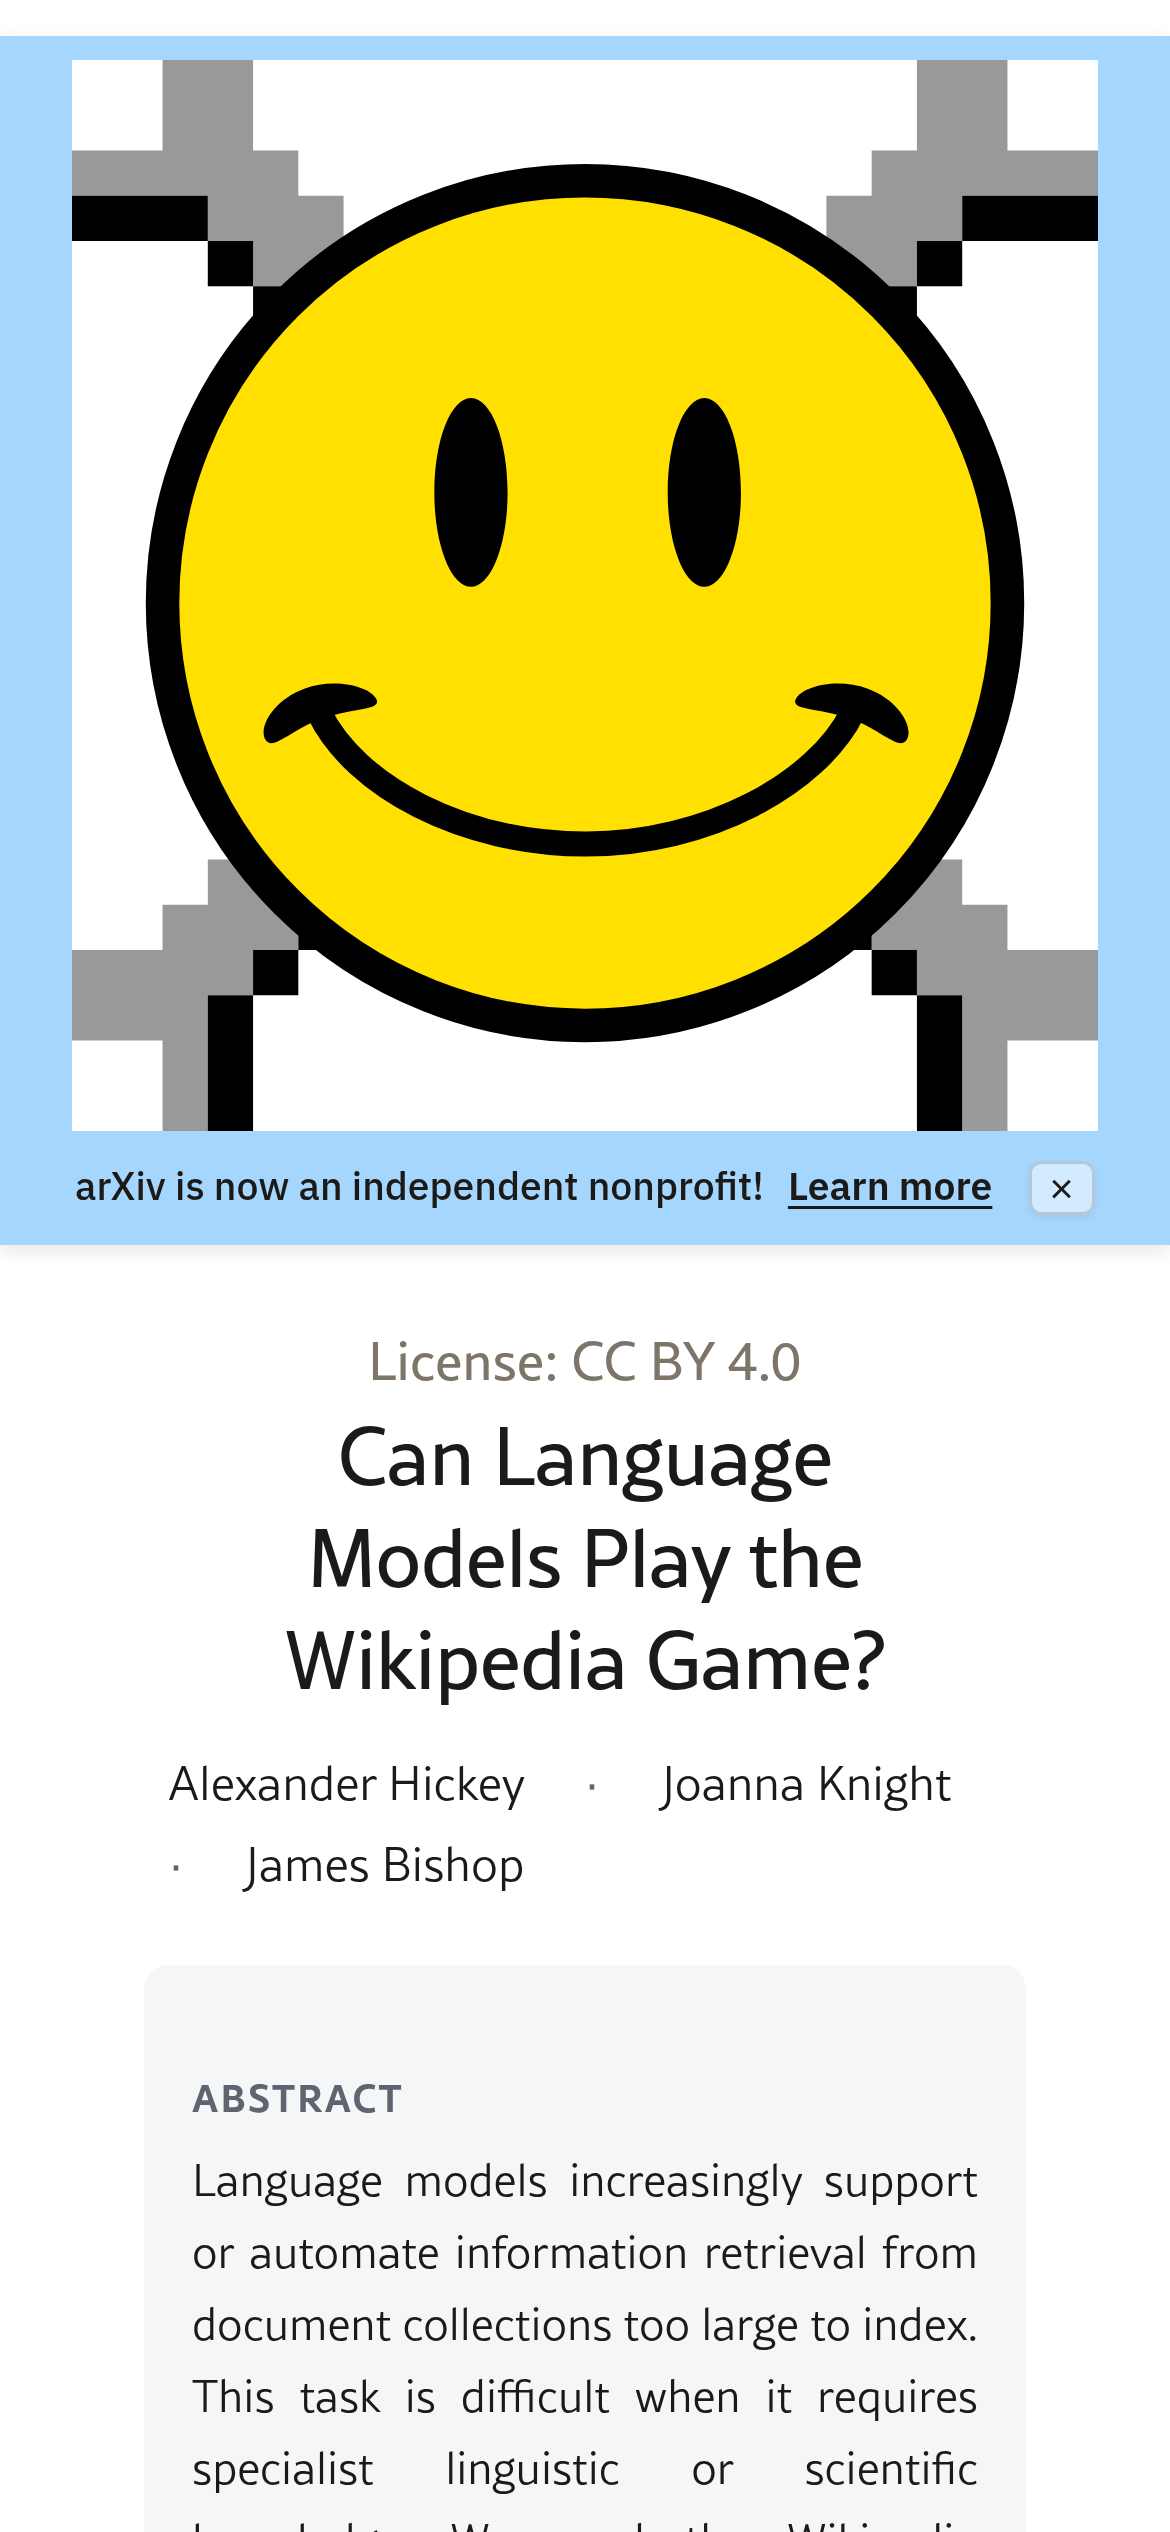 arXiv is now an independent nonprofit! Learn more ×
License: CC BY 4.0
Can Language
Models Play the
Wikipedia Game?
Alexander Hickey · Joanna Knight
· James Bishop
ABSTRACT
Language models increasingly support
or automate information retrieval from
document collections too large to index.
This task is difficult when it requires
specialist linguistic or scientific